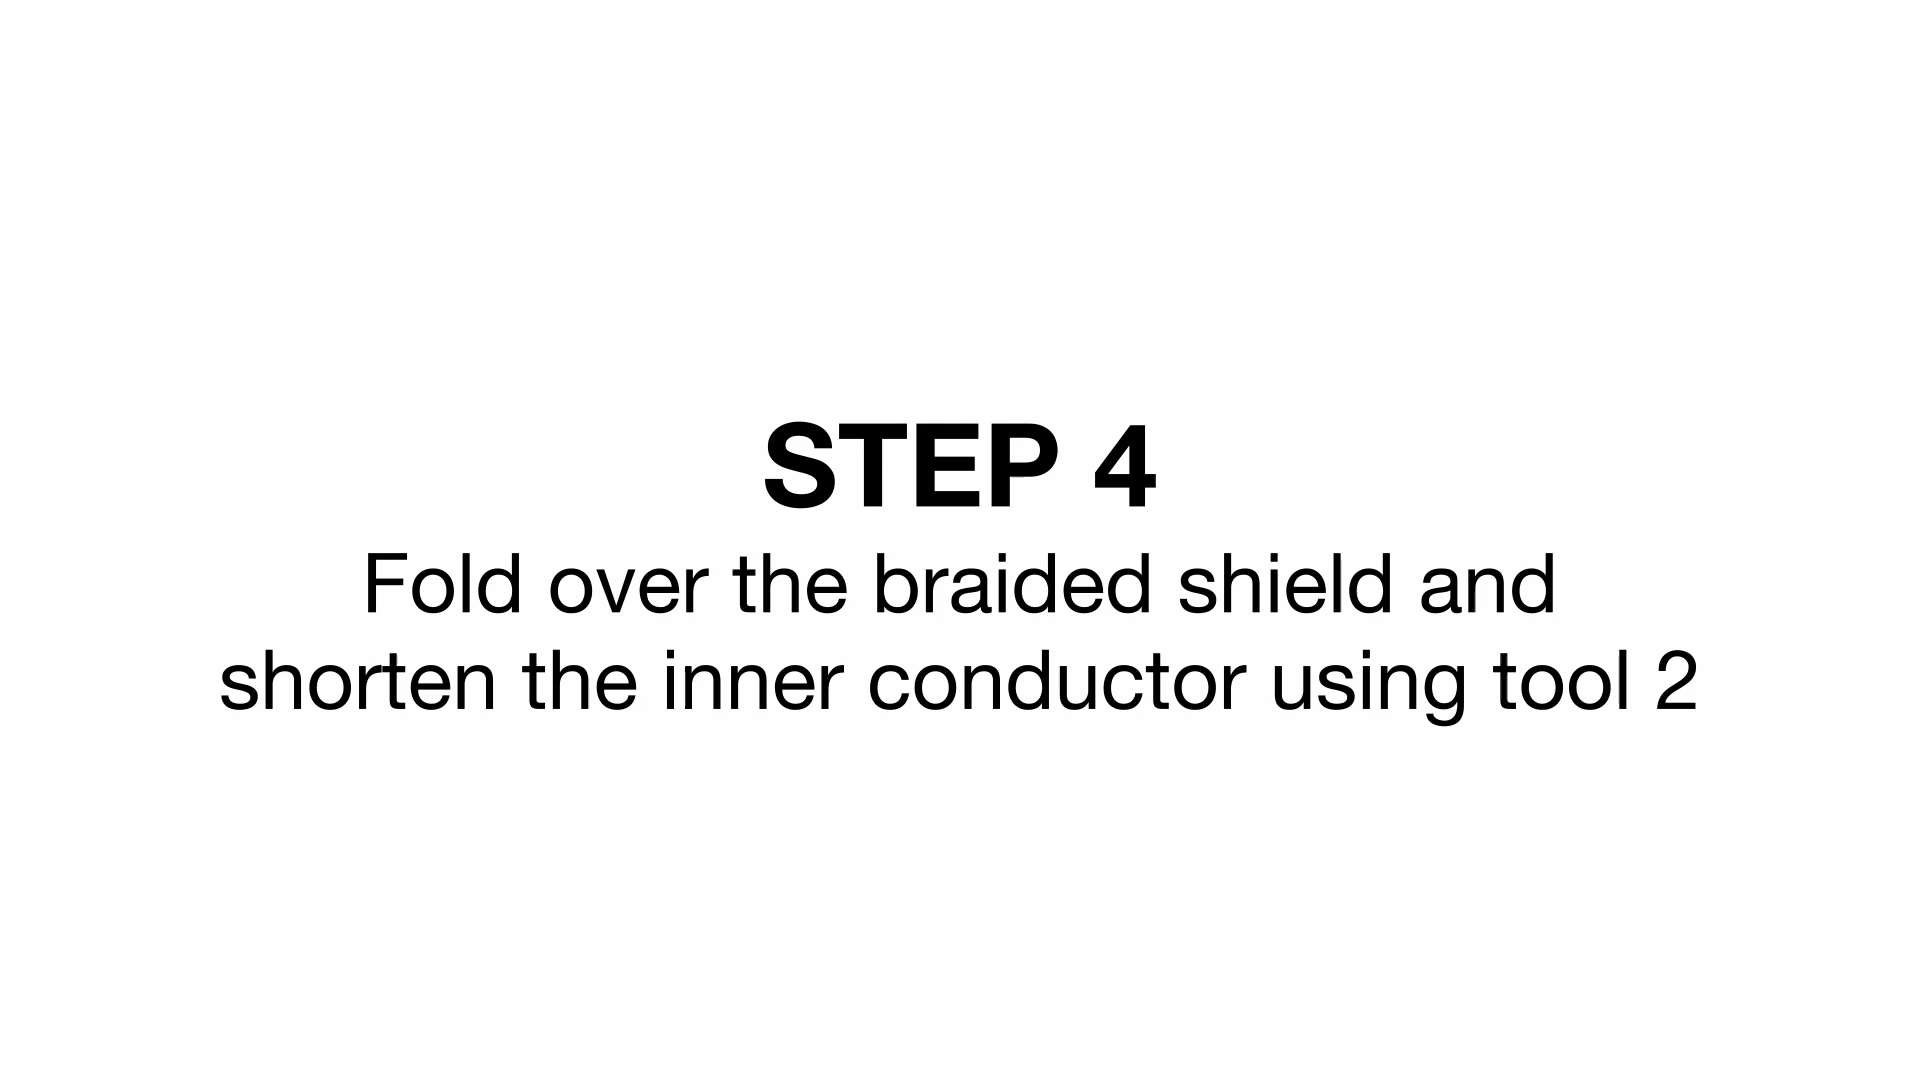 STEP 4
Fold over the braided shield and
shorten the inner conductor using tool 2